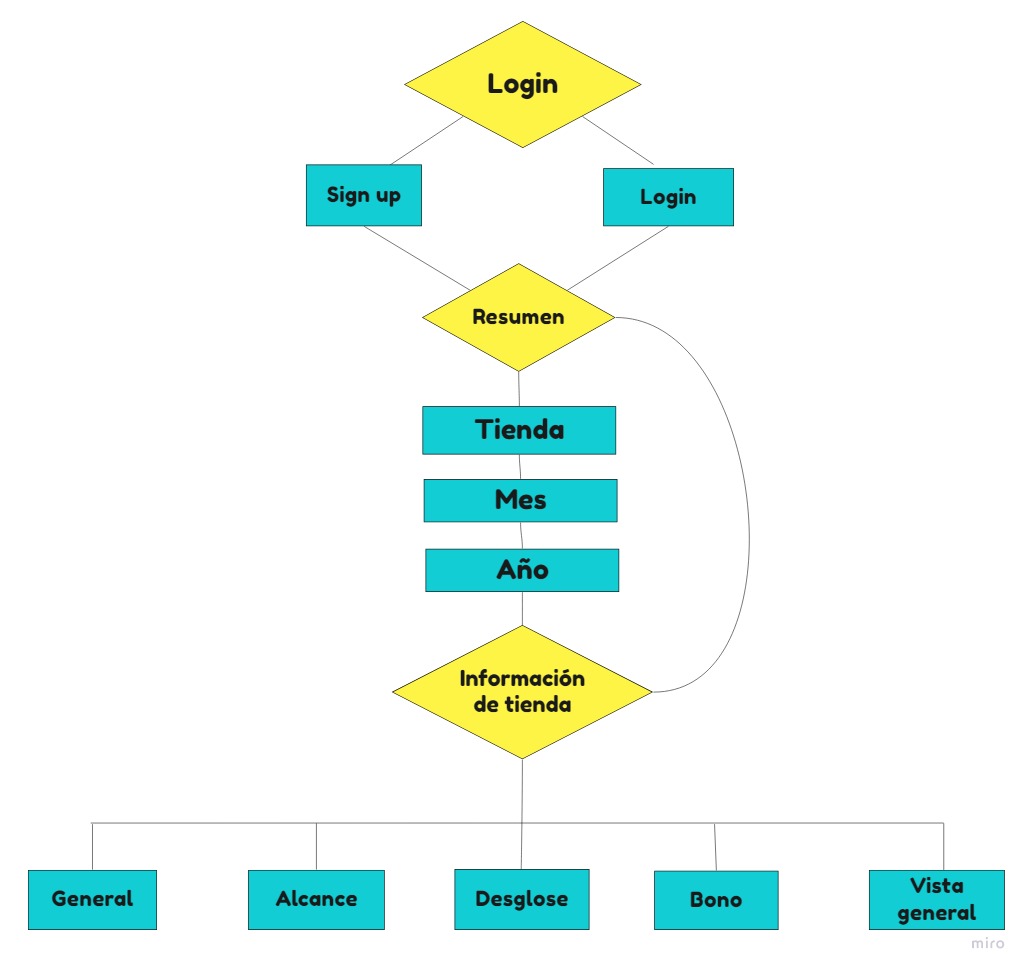 Login
Sign up
Login
Resumen
Tienda
Mes
Año
Información
de tienda
General
Alcance
Desglose
Bono
Vista
general
miro